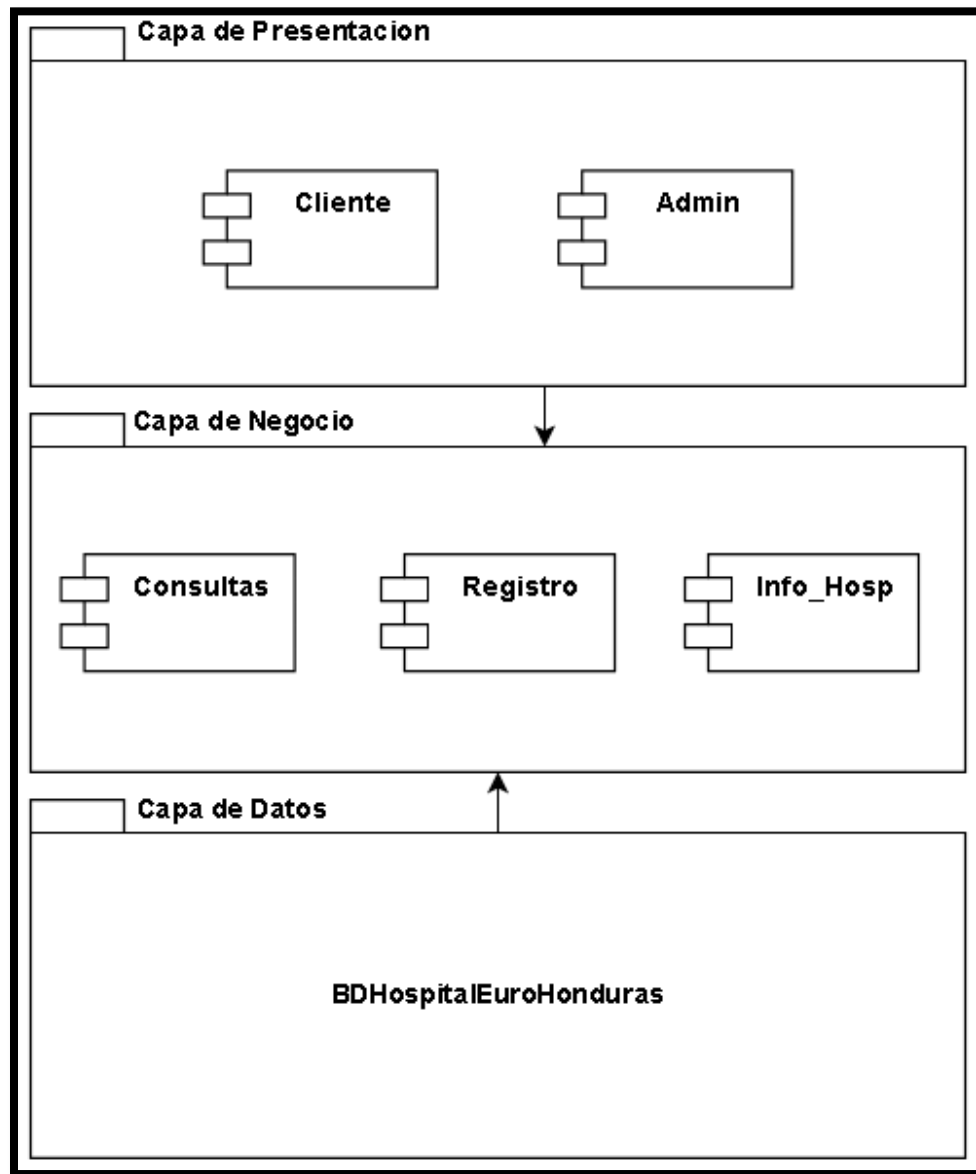 Capa de Presentacion
Cliente
Admin
Capa de Negocio
Consultas
Registro
Info_Hosp
Capa de Datos
BDHospitalEuroHonduras